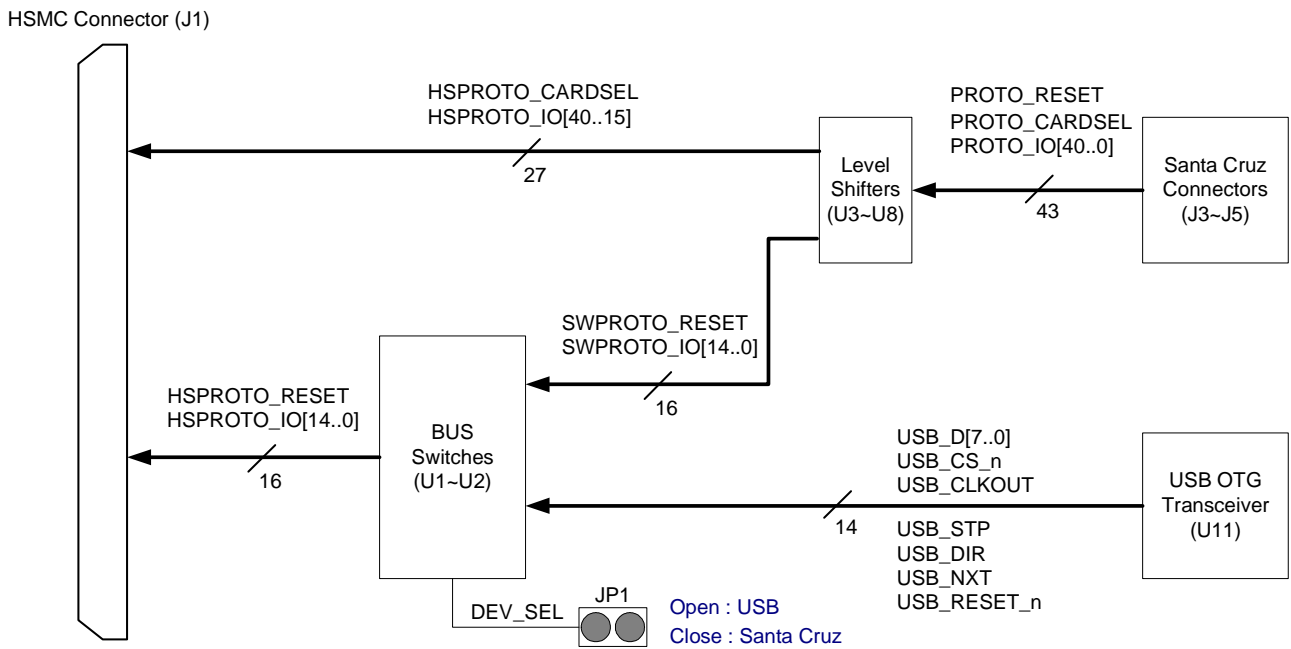 HSMC Connector (J1)
HSPROTO_CARDSEL
HSPROTO_IO[40..15]
27
Level
Shifters
(U3~U8)
PROTO_RESET
PROTO_CARDSEL
PROTO_IO[40..0]
43
Santa Cruz
Connectors
(J3~J5)
SWPROTO_RESET
SWPROTO_IO[14..0]
16
HSPROTO_RESET
HSPROTO_IO[14..0]
16
BUS
Switches
(U1~U2)
USB_D[7..0]
USB_CS_n
USB_CLKOUT
14
USB_STP
USB_DIR
USB_NXT
USB_RESET_n
USB OTG
Transceiver
(U11)
DEV_SEL
JP1
Open : USB
Close : Santa Cruz